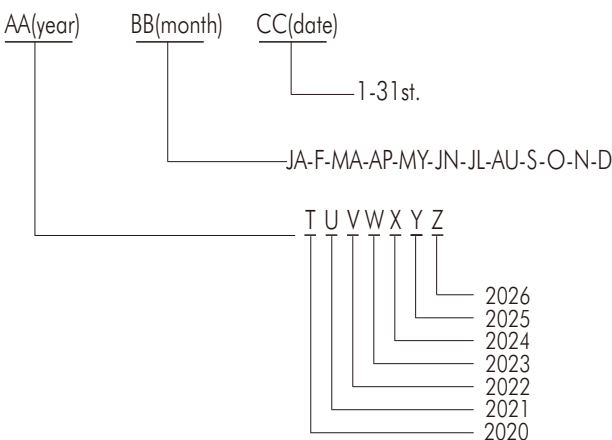 AA(year) BB(month) CC(date)
1-31st.
JA-F-MA-AP-MY-JN-JL-AU-S-O-N-D
T U V W X Y Z
2026
2025
2024
2023
2022
2021
2020